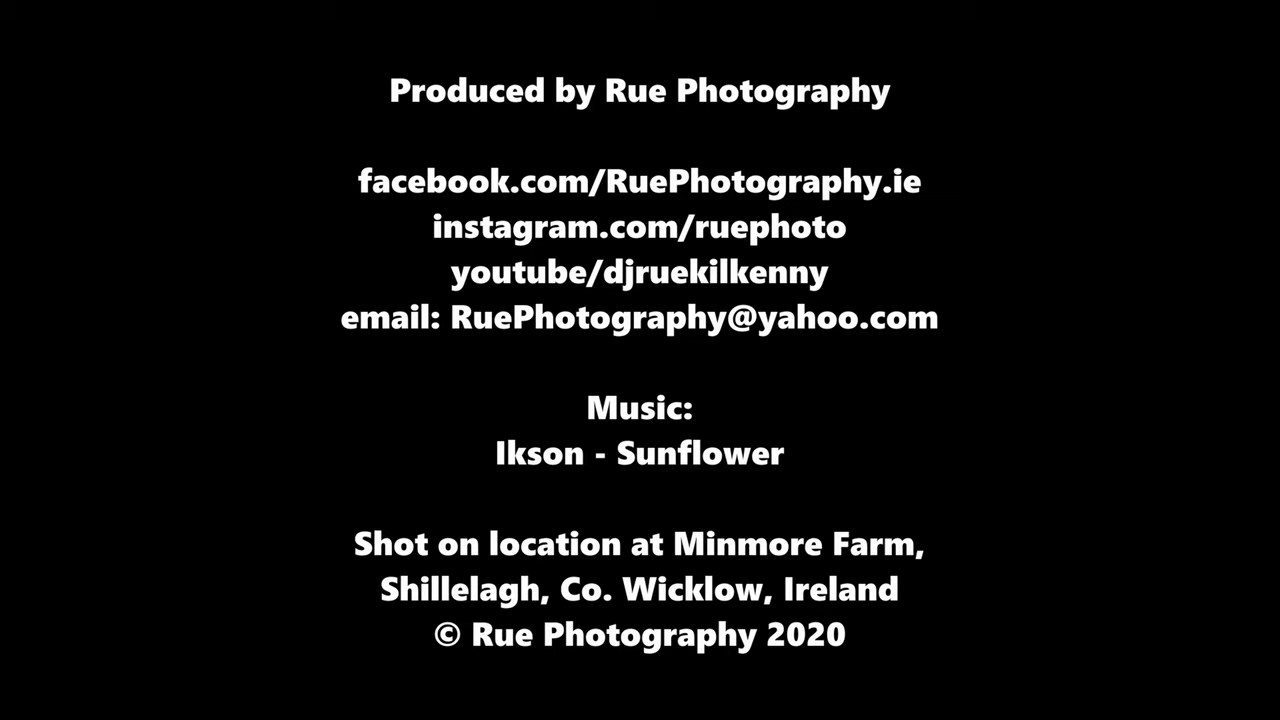 Produced by Rue Photography
facebook.com/RuePhotography.ie
instagram.com/ruephoto
youtube/djruekilkenny
email: RuePhotography@yahoo.com
Music:
Ikson - Sunflower
Shot on location at Minmore Farm,
Shillelagh, Co. Wicklow, Ireland
© Rue Photography 2020